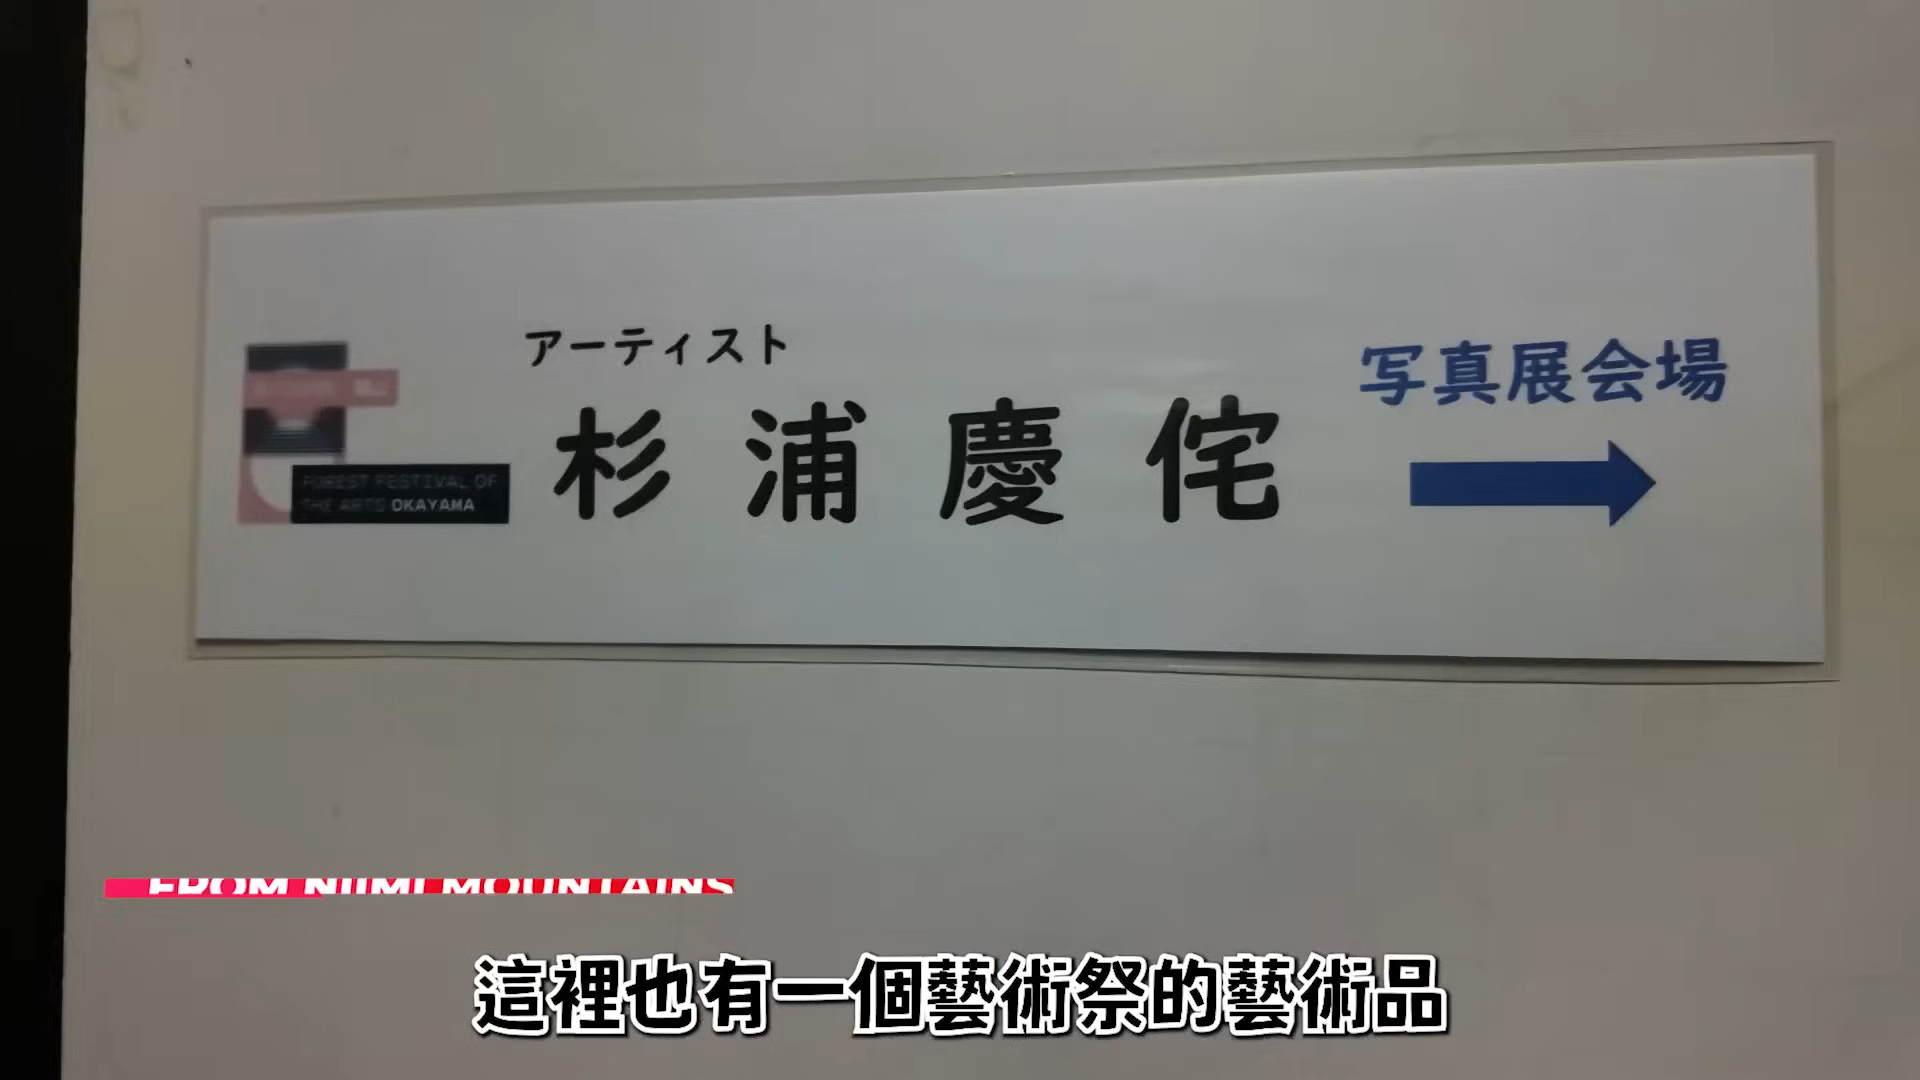 アーティスト
杉浦慶侘
写真展会場
FOREST FESTIVAL OF
THE ARTS OKAYAMA
FROM NIIMI MOUNTAINS
這裡也有一個藝術祭的藝術品